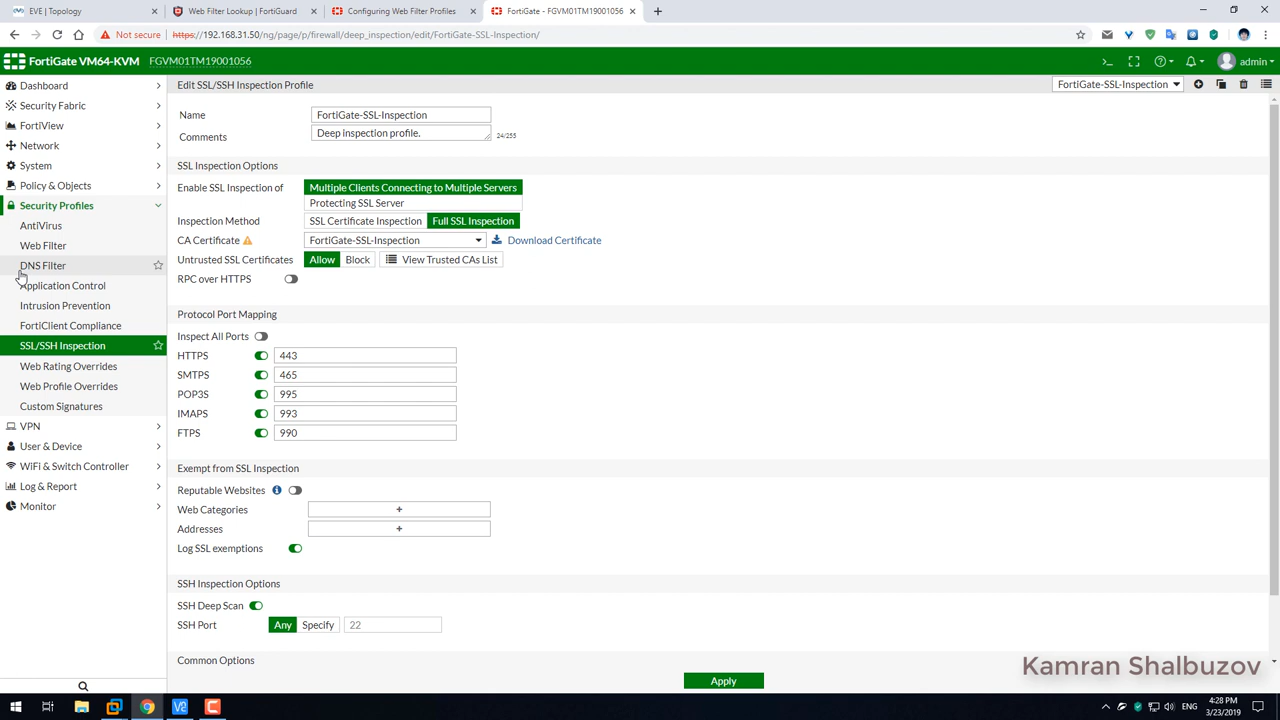 EVE | Topology
Web Filter Lookup | FortiGuard
Configuring Web Filter Profiles
FortiGate - FGVM01TM19001056
Not secure
https://192.168.31.50/ng/page/p/firewall/deep_inspection/edit/FortiGate-SSL-Inspection/
FortiGate VM64-KVM
FGVM01TM19001056
admin
Dashboard
Security Fabric
FortiView
Network
System
Policy & Objects
Security Profiles
AntiVirus
Web Filter
DNS Filter
Application Control
Intrusion Prevention
FortiClient Compliance
SSL/SSH Inspection
Web Rating Overrides
Web Profile Overrides
Custom Signatures
VPN
User & Device
WiFi & Switch Controller
Log & Report
Monitor
Edit SSL/SSH Inspection Profile
FortiGate-SSL-Inspection
Name FortiGate-SSL-Inspection
Comments Deep inspection profile. 24/255
SSL Inspection Options
Enable SSL Inspection of Multiple Clients Connecting to Multiple Servers
Protecting SSL Server
Inspection Method SSL Certificate Inspection Full SSL Inspection
CA Certificate FortiGate-SSL-Inspection Download Certificate
Untrusted SSL Certificates Allow Block View Trusted CAs List
RPC over HTTPS
Protocol Port Mapping
Inspect All Ports
HTTPS 443
SMTPS 465
POP3S 995
IMAPS 993
FTPS 990
Exempt from SSL Inspection
Reputable Websites
Web Categories +
Addresses +
Log SSL exemptions
SSH Inspection Options
SSH Deep Scan
SSH Port Any Specify 22
Common Options
Apply
Kamran Shalbuzov
ENG
4:28 PM
3/23/2019